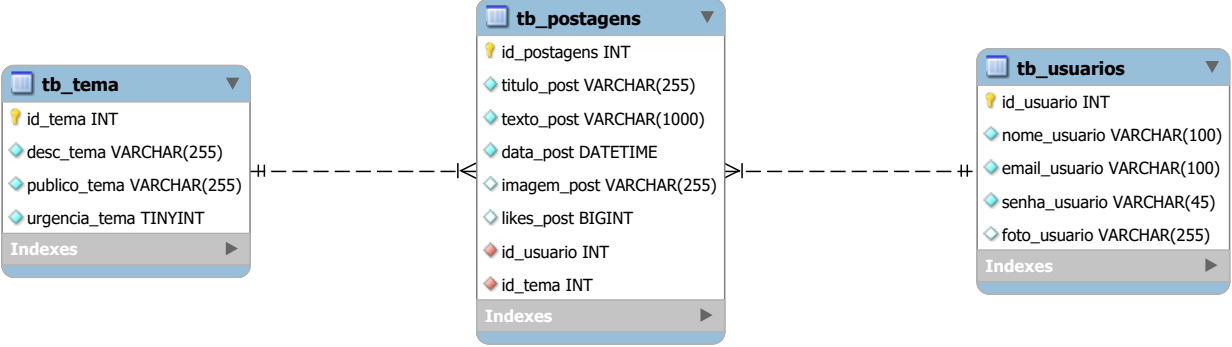 tb_tema
id_tema INT
desc_tema VARCHAR(255)
publico_tema VARCHAR(255)
urgencia_tema TINYINT
Indexes
tb_postagens
id_postagens INT
titulo_post VARCHAR(255)
texto_post VARCHAR(1000)
data_post DATETIME
imagem_post VARCHAR(255)
likes_post BIGINT
id_usuario INT
id_tema INT
Indexes
tb_usuarios
id_usuario INT
nome_usuario VARCHAR(100)
email_usuario VARCHAR(100)
senha_usuario VARCHAR(45)
foto_usuario VARCHAR(255)
Indexes